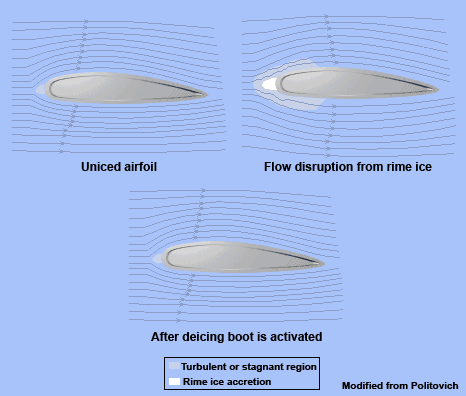 Uniced airfoil
Flow disruption from rime ice
After deicing boot is activated
Turbulent or stagnant region
Rime ice accretion
Modified from Politovich